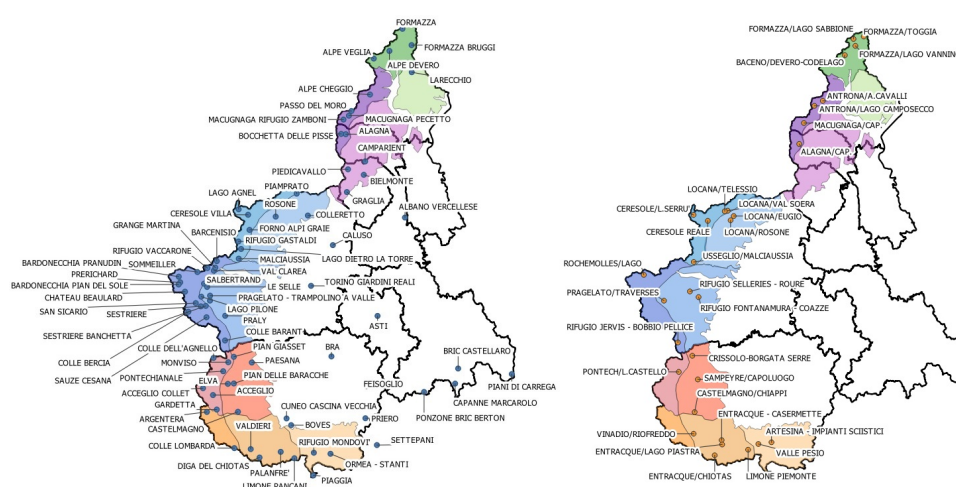 FORMAZZA
ALPE VEGLIA
FORMAZZA BRUGGI
ALPE DEVERO
LARECCHIO
ALPE CHEGGIO
PASSO DEL MORO
MACUGNAGA PECETTO
MACUGNAGA RIFUGIO ZAMBONI
ALAGNA
BOCCHETTA DELLE PISSE
CAMPARIENT
PIEDICAVALLO
BIELMONTE
PIAMPRATO
LAGO AGNEL
ROSONE
GRAGLIA
CERESOLE VILLA
COLLERETTO
ALBANO VERCELLESE
GRANGE MARTINA
FORNO ALPI GRAIE
BARCENISIO
RIFUGIO GASTALDI
CALUSO
RIFUGIO VACCARONE
MALCIAUSSIA
LAGO DIETRO LA TORRE
SOMMEILLER
BARDONECCHIA PRANUDIN
VAL CLAREA
PRERICHARD
SALBERTRAND
BARDONECCHIA PIAN DEL SOLE
LE SELLE
TORINO GIARDINI REALI
CHATEAU BEAULARD
PRAGELATO - TRAMPOLINO A VALLE
SAN SICARIO
SESTRIERE
LAGO PILONE
PRALY
ASTI
SESTRIERE BANCHETTA
COLLE BARANT
COLLE BERCIA
COLLE DELL'AGNELLO
PIAN GIASSET
BRA
SAUZE CESANA
MONVISO
PAESANA
BRIC CASTELLARO
PONTECHIANALE
PIAN DELLE BARACCHE
PIANI DI CARREGA
ELVA
FEISOGLIO
ACCEGLIO COLLET
ACCEGLIO
CAPANNE MARCAROLO
GARDETTA
CUNEO CASCINA VECCHIA
PONZONE BRIC BERTON
ARGENTERA
PRIERO
CASTELMAGNO
VALDIERI
BOVES
COLLE LOMBARDA
RIFUGIO MONDOVI'
SETTEPANI
DIGA DEL CHIOTAS
ORMEA - STANTI
PALANFRE'
PIAGGIA
LIMONE PANCANI
FORMAZZA/LAGO SABBIONE
FORMAZZA/TOGGIA
FORMAZZA/LAGO VANNINO
BACENO/DEVERO-CODELAGO
ANTRONA/A.CAVALLI
ANTRONA/LAGO CAMPOSECCO
MACUGNAGA/CAP.
ALAGNA/CAP.
LOCANA/TELESSIO
LOCANA/VAL SOERA
CERESOLE/L.SERRU'
LOCANA/EUGIO
CERESOLE REALE
LOCANA/ROSONE
USSEGLIO/MALCIAUSSIA
ROCHEMOLLES/LAGO
RIFUGIO SELLERIES - ROURE
PRAGELATO/TRAVERSES
RIFUGIO FONTANAMURA - COAZZE
RIFUGIO JERVIS - BOBBIO PELLICE
CRISSOLO-BORGATA SERRE
PONTECH/L.CASTELLO
SAMPEYRE/CAPOLUOGO
CASTELMAGNO/CHIAPPI
ENTRACQUE - CASERMETTE
VINADIO/RIOFREDDO
ARTESINA - IMPIANTI SCIISTICI
ENTRACQUE/LAGO PIASTRA
VALLE PESIO
ENTRACQUE/CHIOTAS
LIMONE PIEMONTE